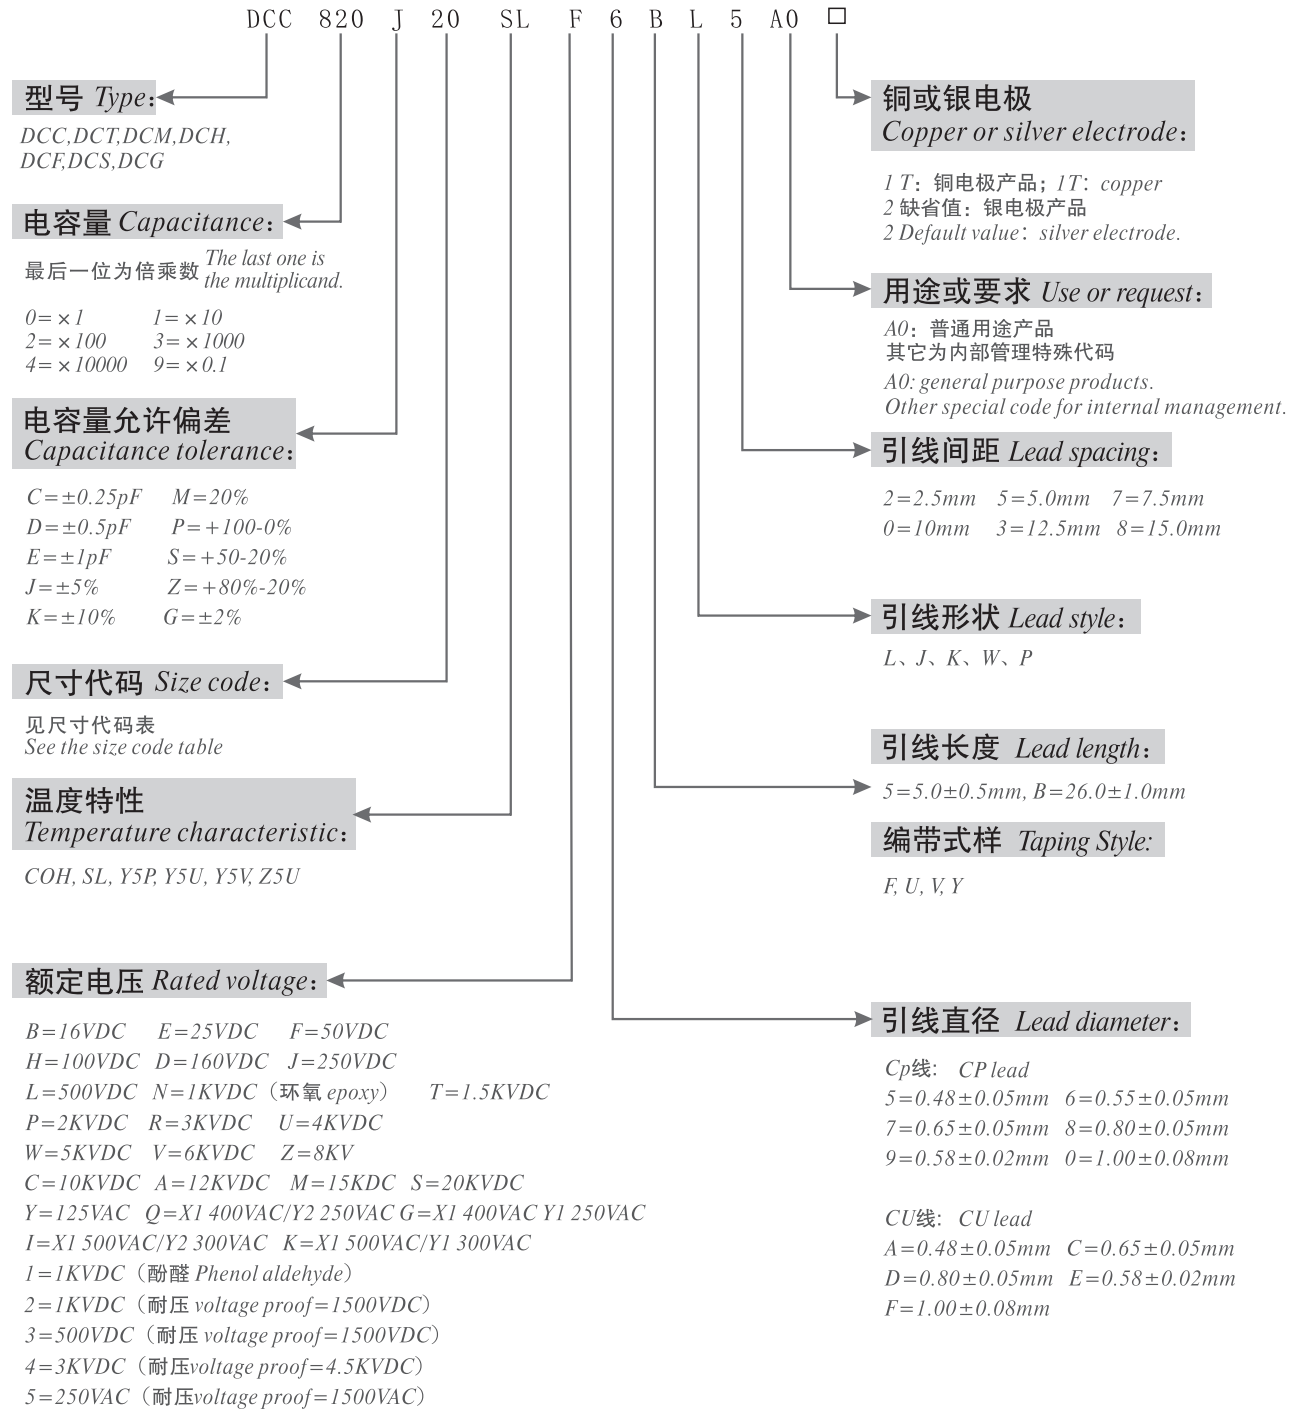 DCC 820 J 20 SL F 6 B L 5 A0 □
型号 Type:
DCC,DCT,DCM,DCH,
DCF,DCS,DCG
电容量 Capacitance:
最后一位为倍乘数 The last one is
the multiplicand.
0=×1 1=×10
2=×100 3=×1000
4=×10000 9=×0.1
电容量允许偏差
Capacitance tolerance:
C=±0.25pF M=20%
D=±0.5pF P=+100-0%
E=±1pF S=+50-20%
J=±5% Z=+80%-20%
K=±10% G=±2%
尺寸代码 Size code:
见尺寸代码表
See the size code table
温度特性
Temperature characteristic:
COH, SL, Y5P, Y5U, Y5V, Z5U
额定电压 Rated voltage:
B=16VDC E=25VDC F=50VDC
H=100VDC D=160VDC J=250VDC
L=500VDC N=1KVDC（环氧 epoxy） T=1.5KVDC
P=2KVDC R=3KVDC U=4KVDC
W=5KVDC V=6KVDC Z=8KV
C=10KVDC A=12KVDC M=15KDC S=20KVDC
Y=125VAC Q=X1 400VAC/Y2 250VAC G=X1 400VAC Y1 250VAC
I=X1 500VAC/Y2 300VAC K=X1 500VAC/Y1 300VAC
1=1KVDC（酚醛 Phenol aldehyde）
2=1KVDC（耐压 voltage proof=1500VDC）
3=500VDC（耐压 voltage proof=1500VDC）
4=3KVDC（耐压voltage proof=4.5KVDC）
5=250VAC（耐压voltage proof=1500VAC）
铜或银电极
Copper or silver electrode:
1 T：铜电极产品；1T：copper
2 缺省值：银电极产品
2 Default value：silver electrode.
用途或要求 Use or request:
A0：普通用途产品
其它为内部管理特殊代码
A0: general purpose products.
Other special code for internal management.
引线间距 Lead spacing:
2=2.5mm 5=5.0mm 7=7.5mm
0=10mm 3=12.5mm 8=15.0mm
引线形状 Lead style:
L、J、K、W、P
引线长度 Lead length:
5=5.0±0.5mm, B=26.0±1.0mm
编带式样 Taping Style:
F, U, V, Y
引线直径 Lead diameter:
Cp线: CP lead
5=0.48±0.05mm 6=0.55±0.05mm
7=0.65±0.05mm 8=0.80±0.05mm
9=0.58±0.02mm 0=1.00±0.08mm
CU线: CU lead
A=0.48±0.05mm C=0.65±0.05mm
D=0.80±0.05mm E=0.58±0.02mm
F=1.00±0.08mm